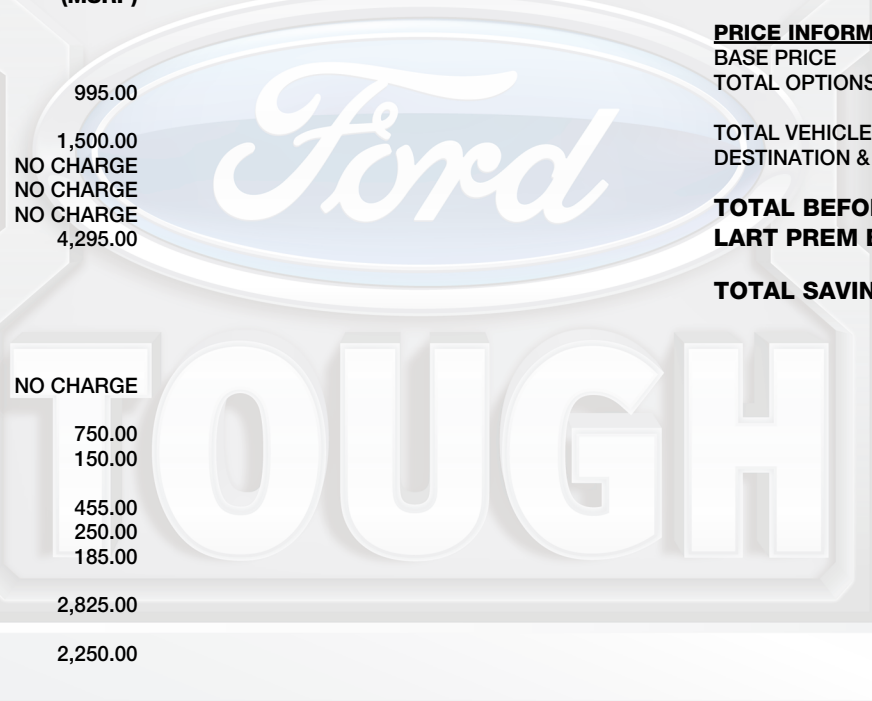 (MSRP)
995.00
1,500.00
NO CHARGE
NO CHARGE
NO CHARGE
4,295.00
NO CHARGE
750.00
150.00
455.00
250.00
185.00
2,825.00
2,250.00
Ford
TOUGH
PRICE INFORM
BASE PRICE
TOTAL OPTIONS
TOTAL VEHICLE
DESTINATION &
TOTAL BEFO
LART PREM
TOTAL SAVIN